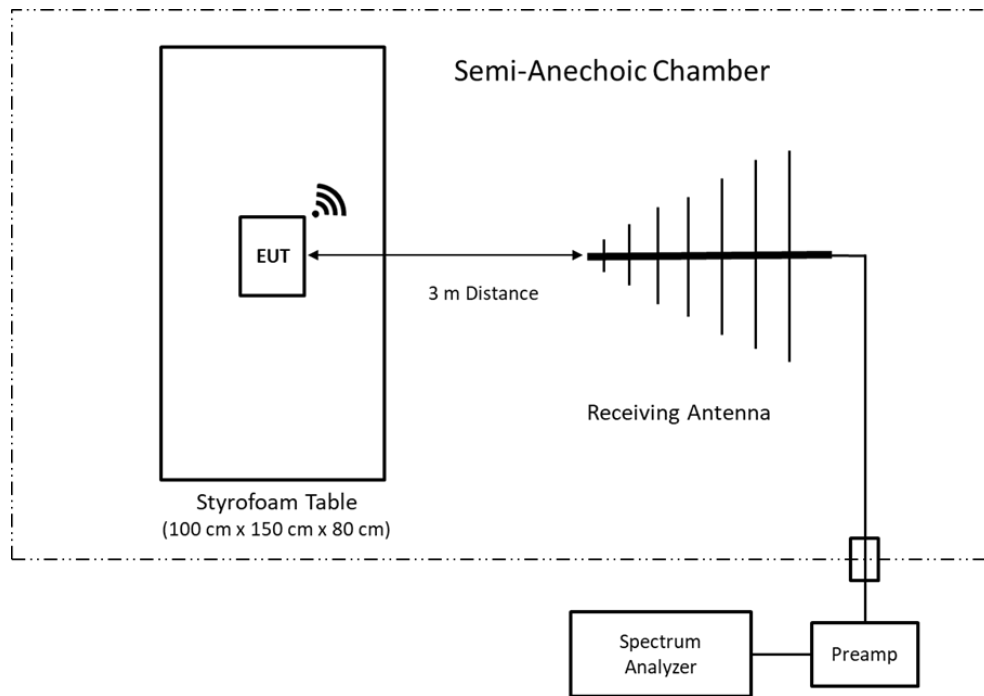 Semi-Anechoic Chamber
EUT
3 m Distance
Receiving Antenna
Styrofoam Table
(100 cm x 150 cm x 80 cm)
Spectrum
Analyzer
Preamp